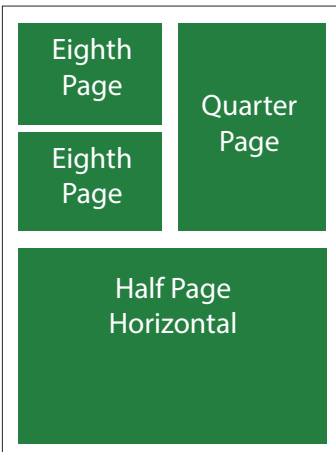 Eighth
Page
Eighth
Page
Quarter
Page
Half Page
Horizontal